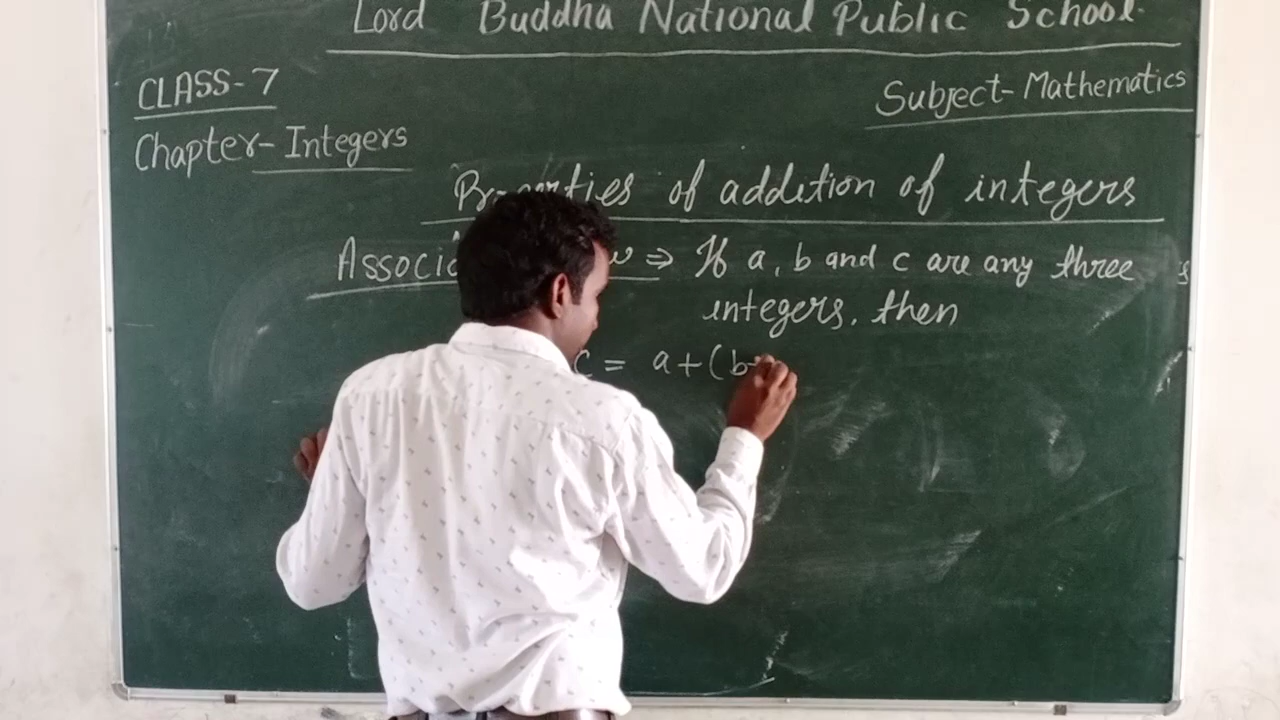 Lord Buddha National Public School.
CLASS-7
Subject-Mathematics
Chapter-Integers
of addition of integers
⇒ If a, b and c are any three
integers, then
c = a+(b+